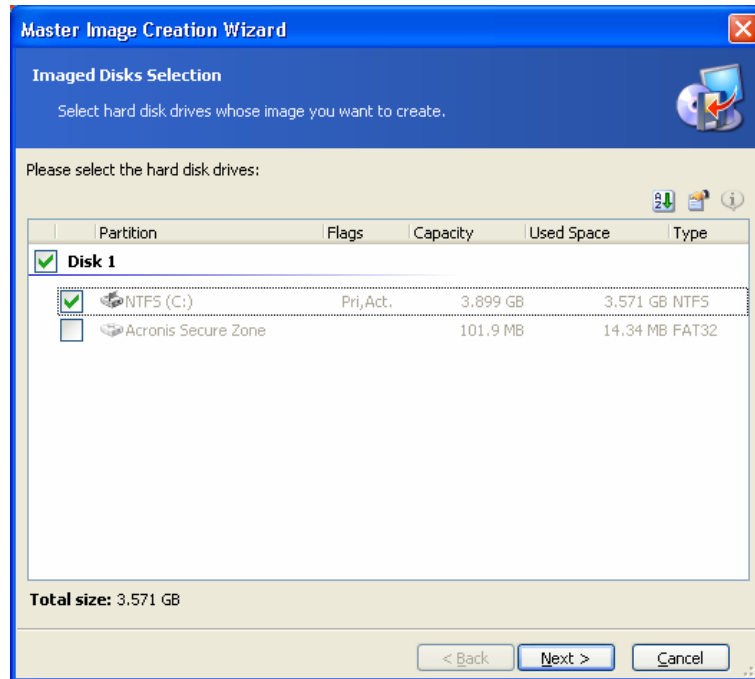 Master Image Creation Wizard
Imaged Disks Selection
Select hard disk drives whose image you want to create.
Please select the hard disk drives:
Partition Flags Capacity Used Space Type
Disk 1
NTFS (C:) Pri,Act. 3.899 GB 3.571 GB NTFS
Acronis Secure Zone 101.9 MB 14.34 MB FAT32
Total size: 3.571 GB
< Back Next > Cancel